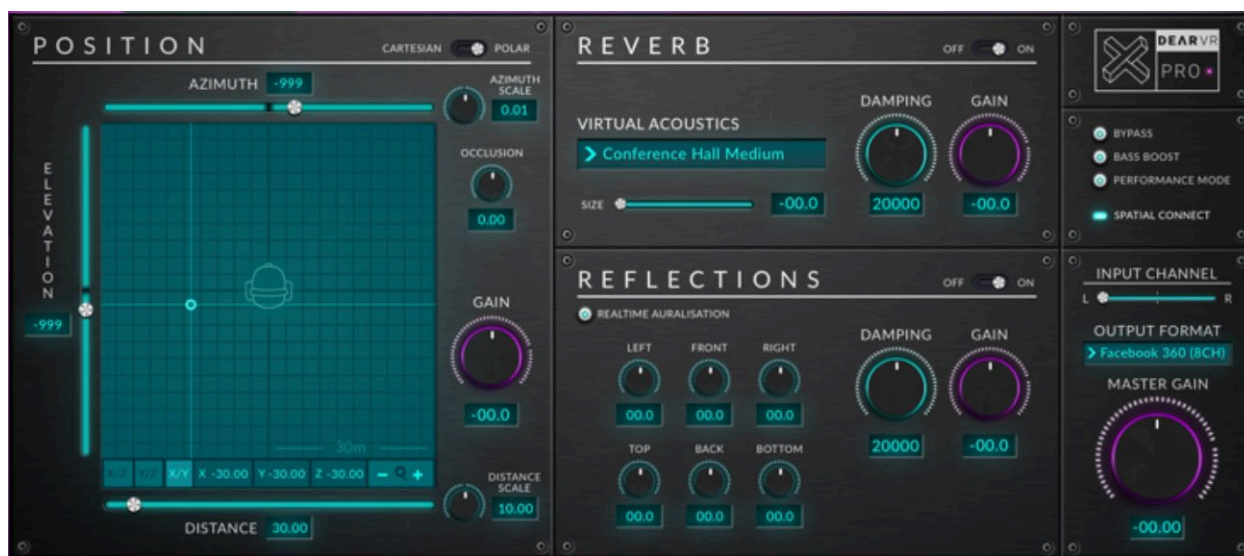 POSITION
CARTESIAN POLAR
AZIMUTH -999
AZIMUTH
SCALE
0.01
OCCLUSION
0.00
ELEVATION
-999
GAIN
-00.0
30m
X/Z Y/Z X/Y X -30.00 Y -30.00 Z -30.00 − +
DISTANCE
SCALE
10.00
DISTANCE 30.00
REVERB
OFF ON
VIRTUAL ACOUSTICS
Conference Hall Medium
SIZE -00.0
DAMPING GAIN
20000 -00.0
REFLECTIONS
OFF ON
REALTIME AURALISATION
LEFT FRONT RIGHT
00.0 00.0 00.0
TOP BACK BOTTOM
00.0 00.0 00.0
DAMPING GAIN
20000 -00.0
DEARVR
PRO
BYPASS
BASS BOOST
PERFORMANCE MODE
SPATIAL CONNECT
INPUT CHANNEL
L R
OUTPUT FORMAT
Facebook 360 (8CH)
MASTER GAIN
-00.00